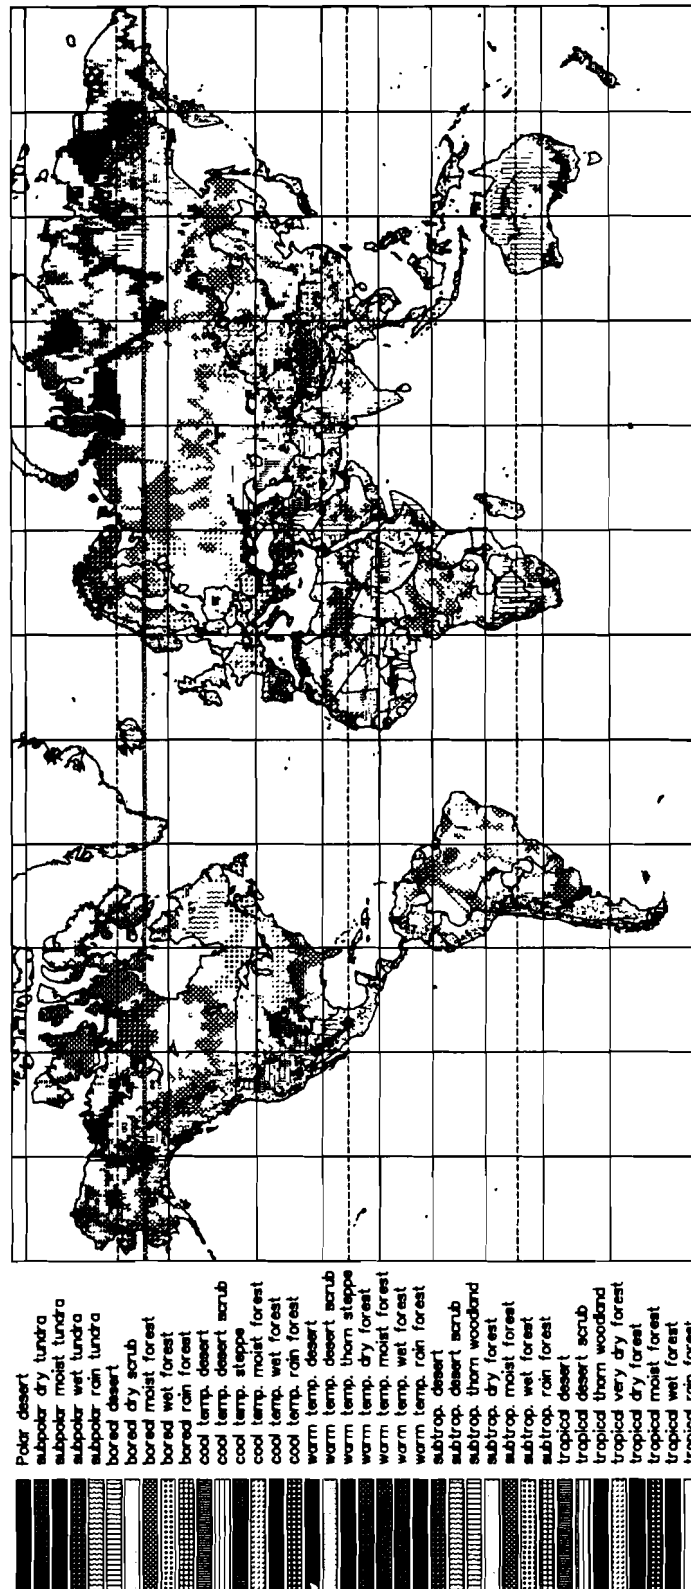 Polar desert
subpolar dry tundra
subpolar moist tundra
subpolar wet tundra
subpolar rain tundra
boreal desert
boreal dry scrub
boreal moist forest
boreal wet forest
boreal rain forest
cool temp. desert
cool temp. desert scrub
cool temp. steppe
cool temp. moist forest
cool temp. wet forest
cool temp. rain forest
warm temp. desert
warm temp. desert scrub
warm temp. thorn steppe
warm temp. dry forest
warm temp. moist forest
warm temp. wet forest
warm temp. rain forest
subtrop. desert
subtrop. desert scrub
subtrop. thorn woodland
subtrop. dry forest
subtrop. moist forest
subtrop. wet forest
subtrop. rain forest
tropical desert
tropical desert scrub
tropical thorn woodland
tropical very dry forest
tropical dry forest
tropical moist forest
tropical wet forest
tropical rain forest